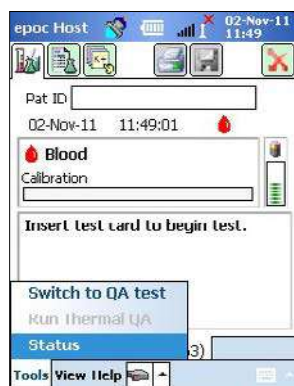 epoc Host 02-Nov-11
11:49
Pat ID
02-Nov-11 11:49:01
Blood
Calibration
Insert test card to begin test.
Switch to QA test
Run Thermal QA
Status
3)
Tools View Help